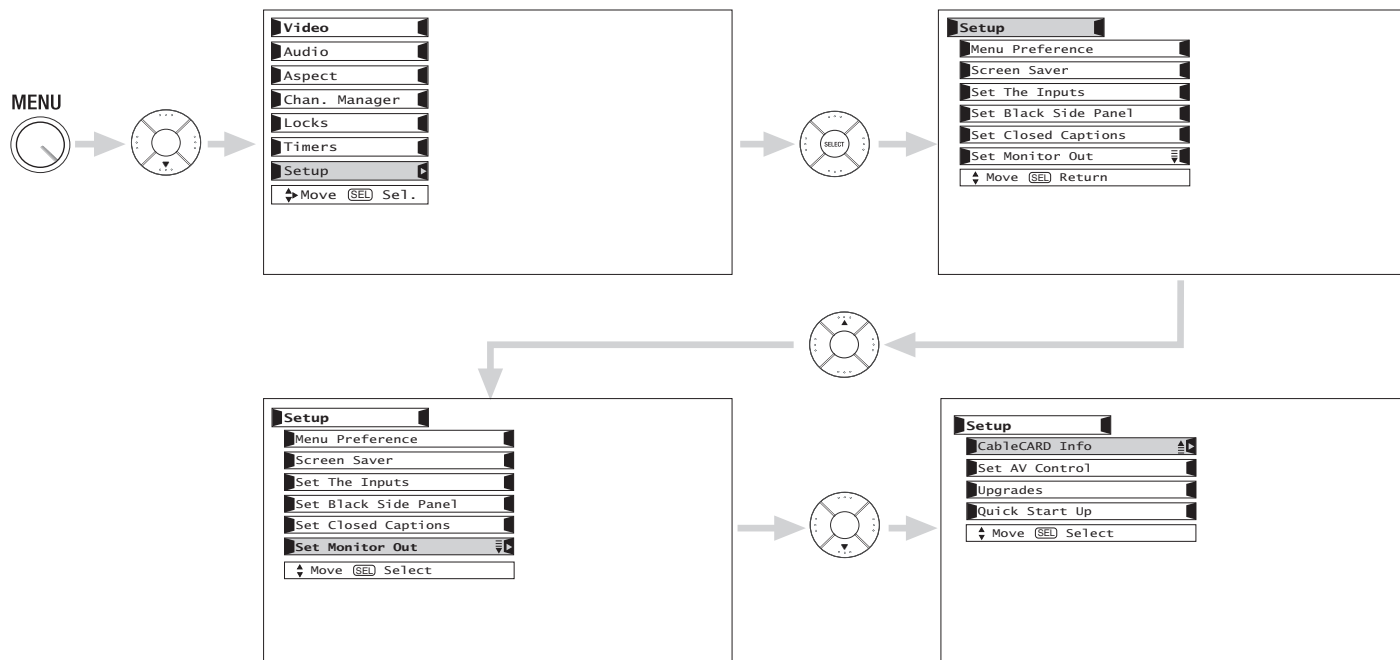 MENU
Video
Audio
Aspect
Chan. Manager
Locks
Timers
Setup
Move SEL Sel.
SELECT
Setup
Menu Preference
Screen Saver
Set The Inputs
Set Black Side Panel
Set Closed Captions
Set Monitor Out
Move SEL Return
Setup
Menu Preference
Screen Saver
Set The Inputs
Set Black Side Panel
Set Closed Captions
Set Monitor Out
Move SEL Select
Setup
CableCARD Info
Set AV Control
Upgrades
Quick Start Up
Move SEL Select